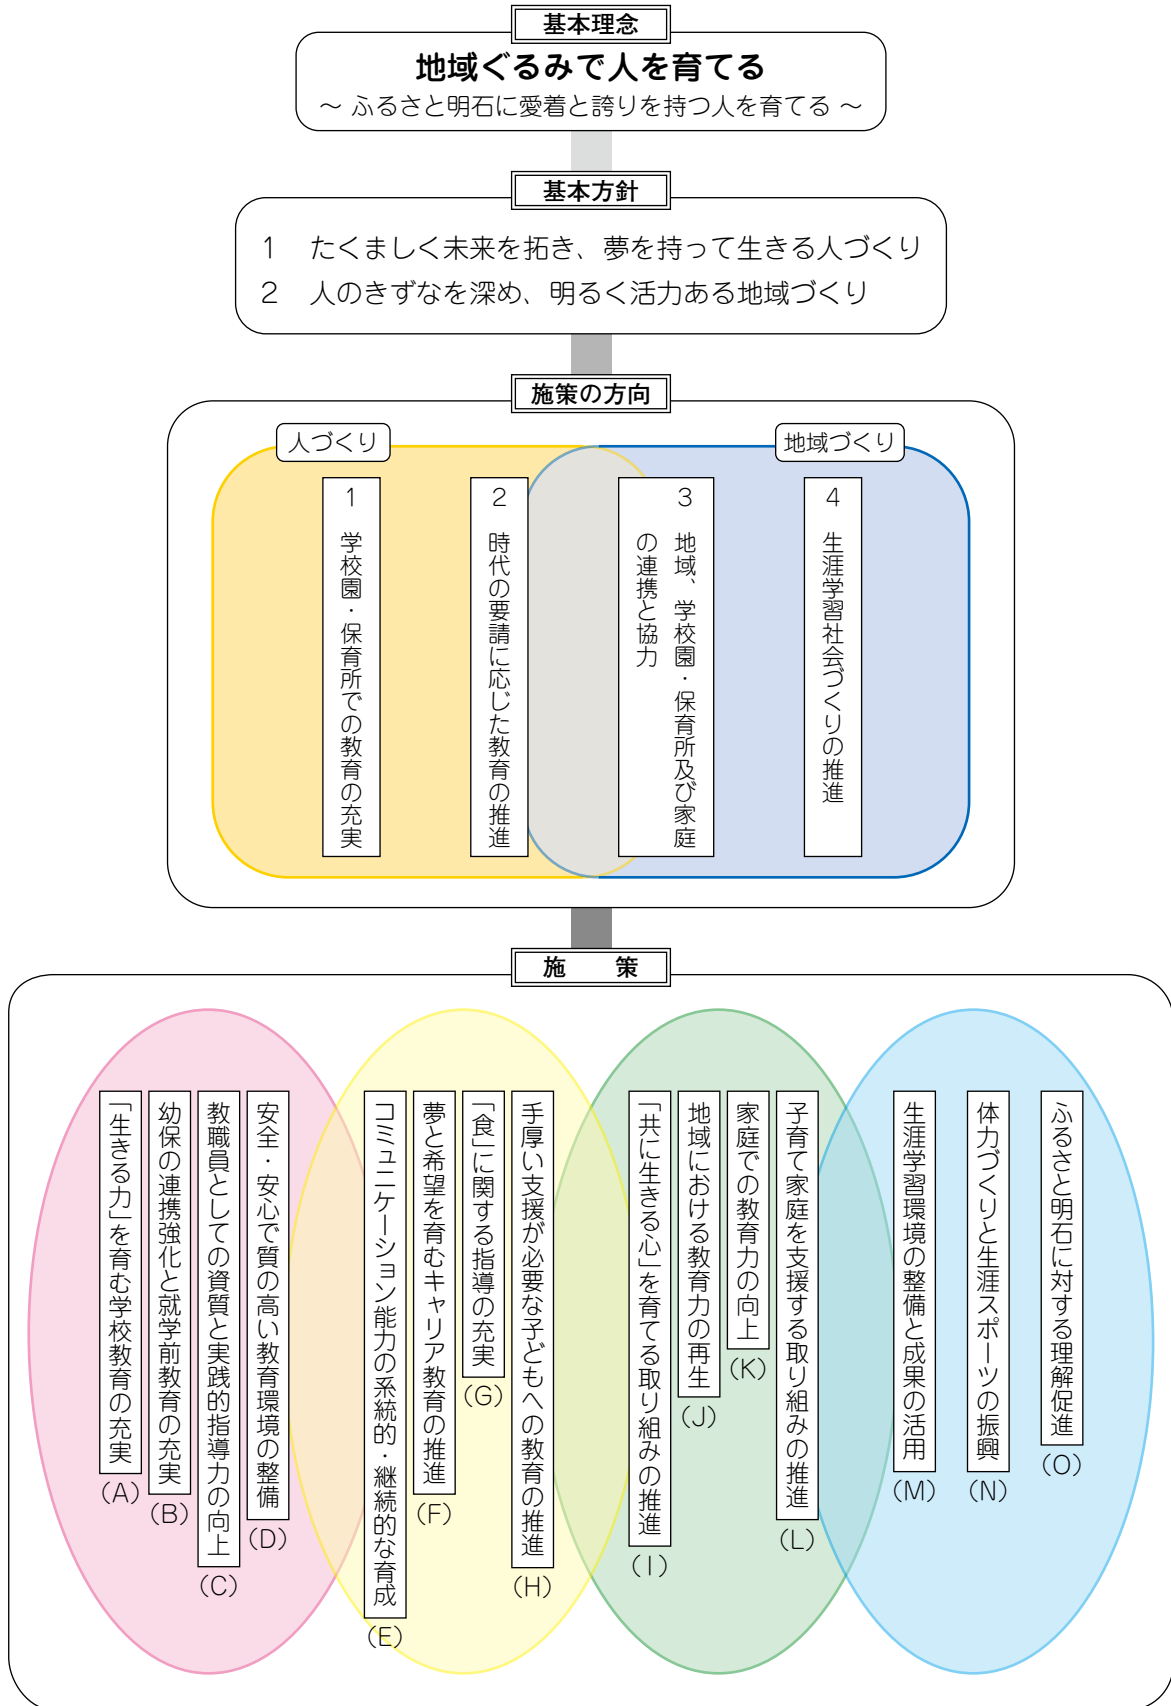 基本理念
地域ぐるみで人を育てる
～ ふるさと明石に愛着と誇りを持つ人を育てる ～
基本方針
1 たくましく未来を拓き、夢を持って生きる人づくり
2 人のきずなを深め、明るく活力ある地域づくり
施策の方向
人づくり
地域づくり
1 学校園・保育所での教育の充実
2 時代の要請に応じた教育の推進
3 地域、学校園・保育所及び家庭
の連携と協力
4 生涯学習社会づくりの推進
施 策
「生きる力」を育む学校教育の充実
(A)
幼保の連携強化と就学前教育の充実
(B)
教職員としての資質と実践的指導力の向上
(C)
安全・安心で質の高い教育環境の整備
(D)
コミュニケーション能力の系統的・継続的な育成
(E)
夢と希望を育むキャリア教育の推進
(F)
「食」に関する指導の充実
(G)
手厚い支援が必要な子どもへの教育の推進
(H)
「共に生きる心」を育てる取り組みの推進
(I)
地域における教育力の再生
(J)
家庭での教育力の向上
(K)
子育て家庭を支援する取り組みの推進
(L)
生涯学習環境の整備と成果の活用
(M)
体力づくりと生涯スポーツの振興
(N)
ふるさと明石に対する理解促進
(O)